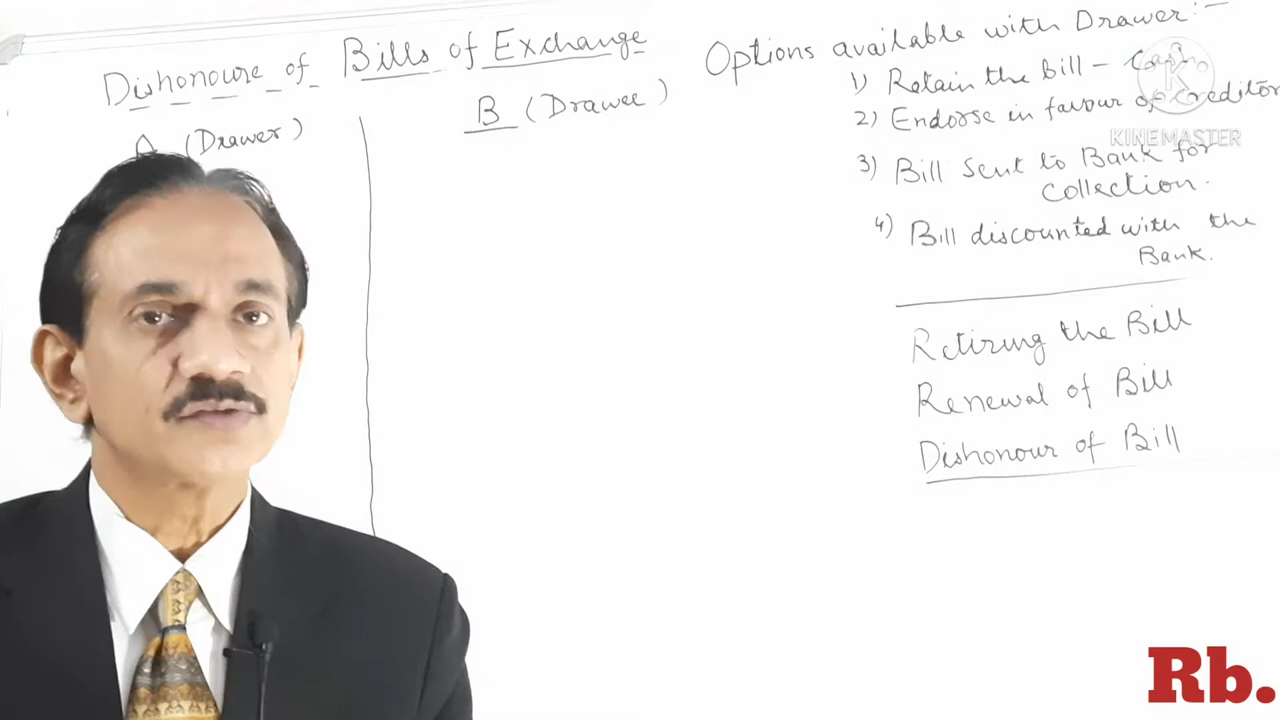 Dishonoure of Bills of Exchange
A (Drawer)
B (Drawee)
Options available with Drawer:-
1) Retain the Bill - Cash
2) Endorse in favour of Creditor
3) Bill Sent to Bank for
Collection.
4) Bill discounted with the
Bank.
Retiring the Bill
Renewal of Bill
Dishonour of Bill
K
KINEMASTER
Rb.